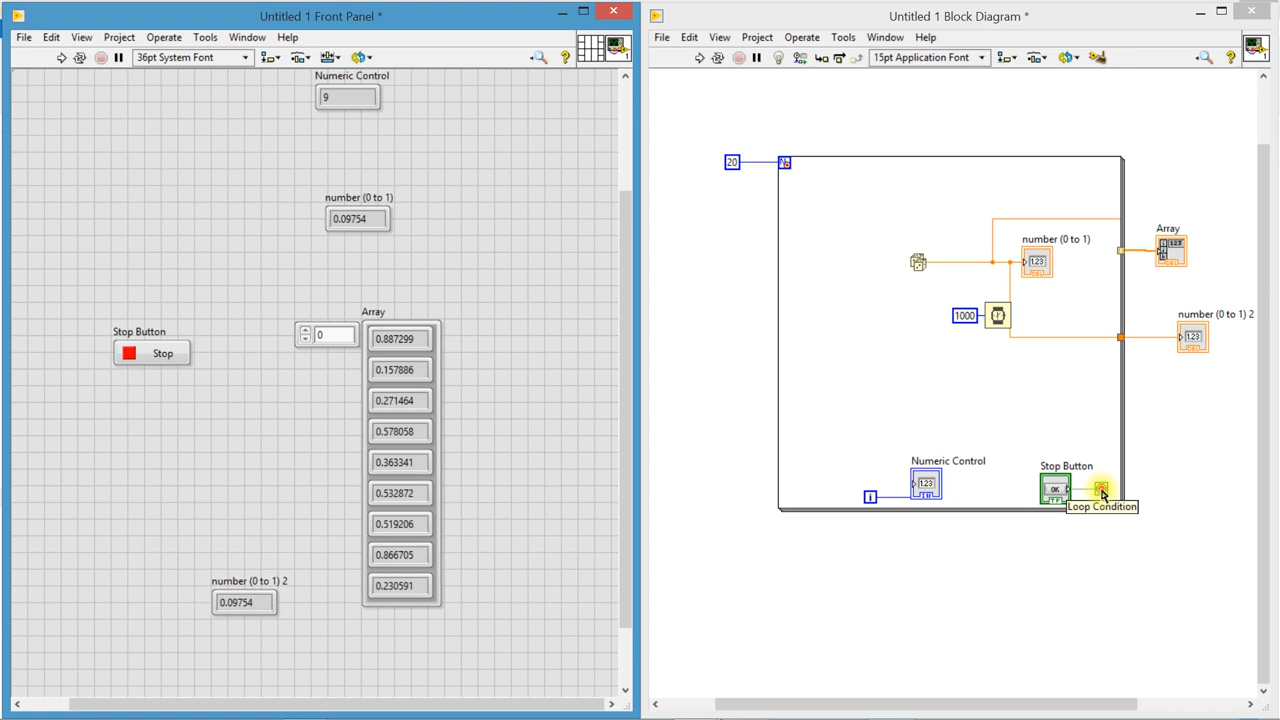 Untitled 1 Front Panel *
File Edit View Project Operate Tools Window Help
36pt System Font
Numeric Control
9
number (0 to 1)
0.09754
Array
0
0.887299
0.157886
0.271464
0.578058
0.363341
0.532872
0.519206
0.866705
0.230591
Stop Button
Stop
number (0 to 1) 2
0.09754
Untitled 1 Block Diagram *
File Edit View Project Operate Tools Window Help
15pt Application Font
20
N
Array
number (0 to 1)
1.23
1000
number (0 to 1) 2
1.23
Numeric Control
1.23
i
Stop Button
OK
TF
Loop Condition